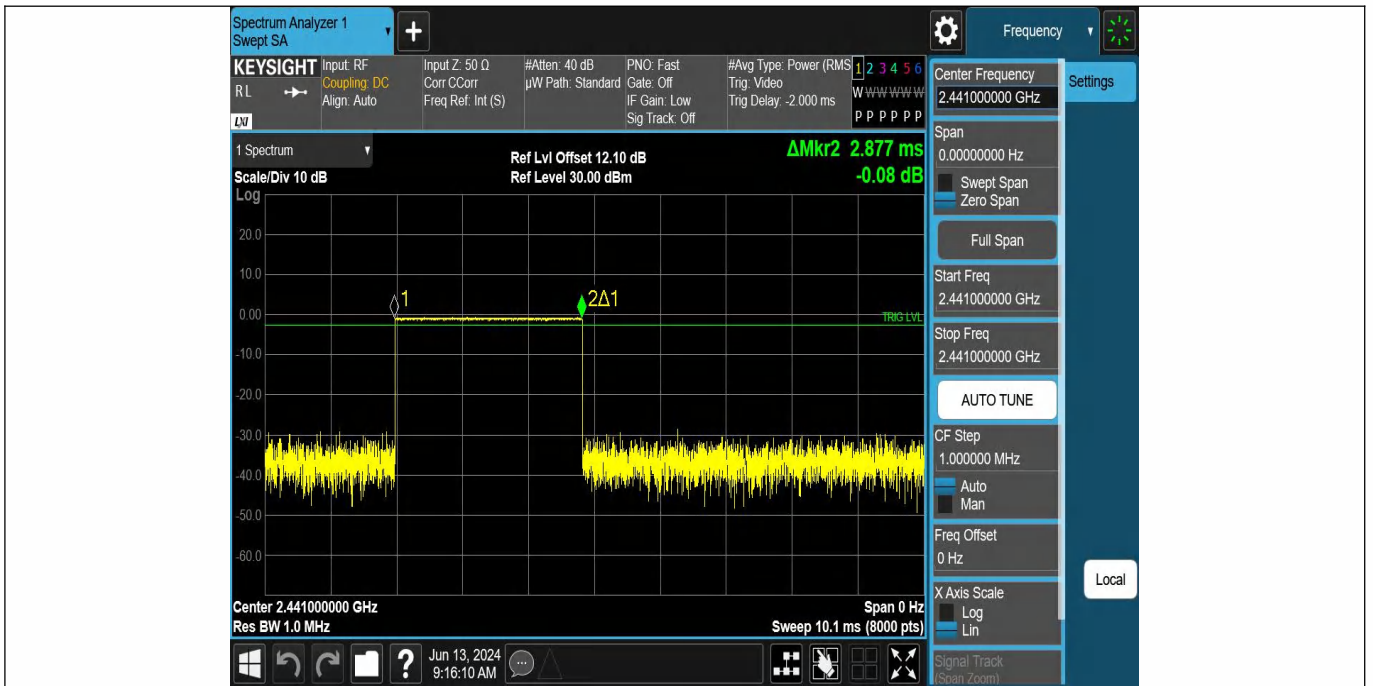 Spectrum Analyzer 1
Swept SA
+
Frequency
KEYSIGHT
RL
LXI
Input: RF
Coupling: DC
Align: Auto
Input Z: 50 Ω
Corr CCorr
Freq Ref: Int (S)
#Atten: 40 dB
µW Path: Standard
PNO: Fast
Gate: Off
IF Gain: Low
Sig Track: Off
#Avg Type: Power (RMS
Trig: Video
Trig Delay: -2.000 ms
1 2 3 4 5 6
W W W W W W
P P P P P P
1 Spectrum
Scale/Div 10 dB
Ref Lvl Offset 12.10 dB
Ref Level 30.00 dBm
ΔMkr2 2.877 ms
-0.08 dB
Log
20.0
10.0
0.00
-10.0
-20.0
-30.0
-40.0
-50.0
-60.0
1
2Δ1
TRIG LVL
Center 2.441000000 GHz
Res BW 1.0 MHz
Span 0 Hz
Sweep 10.1 ms (8000 pts)
Center Frequency
2.441000000 GHz
Settings
Span
0.00000000 Hz
Swept Span
Zero Span
Full Span
Start Freq
2.441000000 GHz
Stop Freq
2.441000000 GHz
AUTO TUNE
CF Step
1.000000 MHz
Auto
Man
Freq Offset
0 Hz
X Axis Scale
Log
Lin
Signal Track
(Span Zoom)
Local
?
Jun 13, 2024
9:16:10 AM